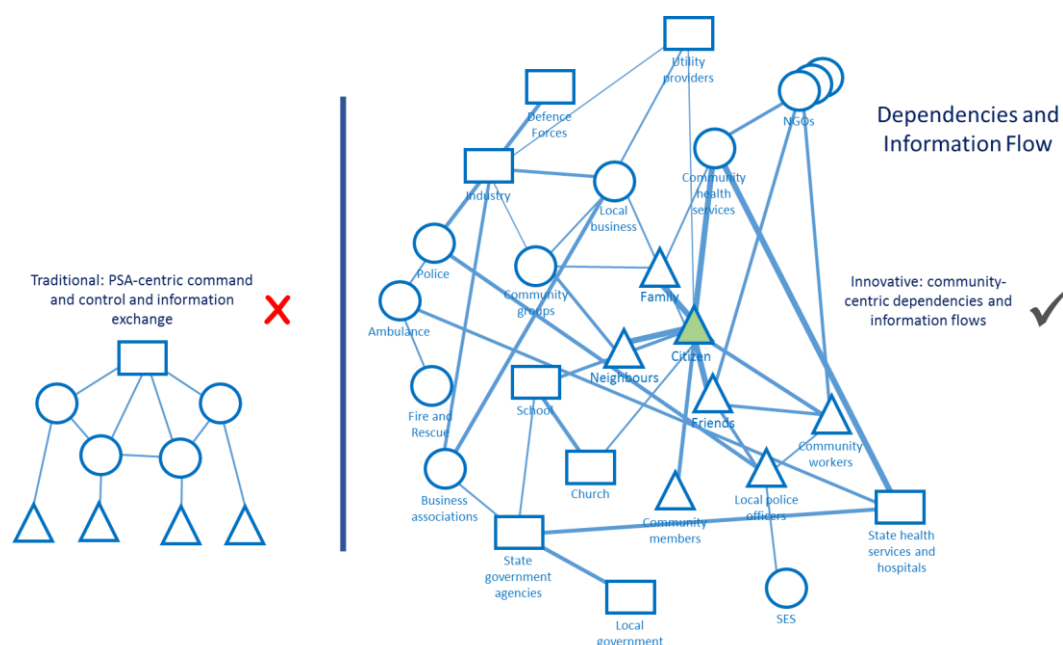 Dependencies and
Information Flow
Traditional: PSA-centric command
and control and information
exchange
Innovative: community-
centric dependencies and
information flows
Utility
providers
Defence
Forces
NGOs
Industry
Local
business
Community
health
services
Police
Community
groups
Family
Ambulance
Neighbours
Citizen
Fire and
Rescue
School
Friends
Community
workers
Business
associations
Church
Community
members
Local police
officers
State health
services and
hospitals
State
government
agencies
Local
government
SES